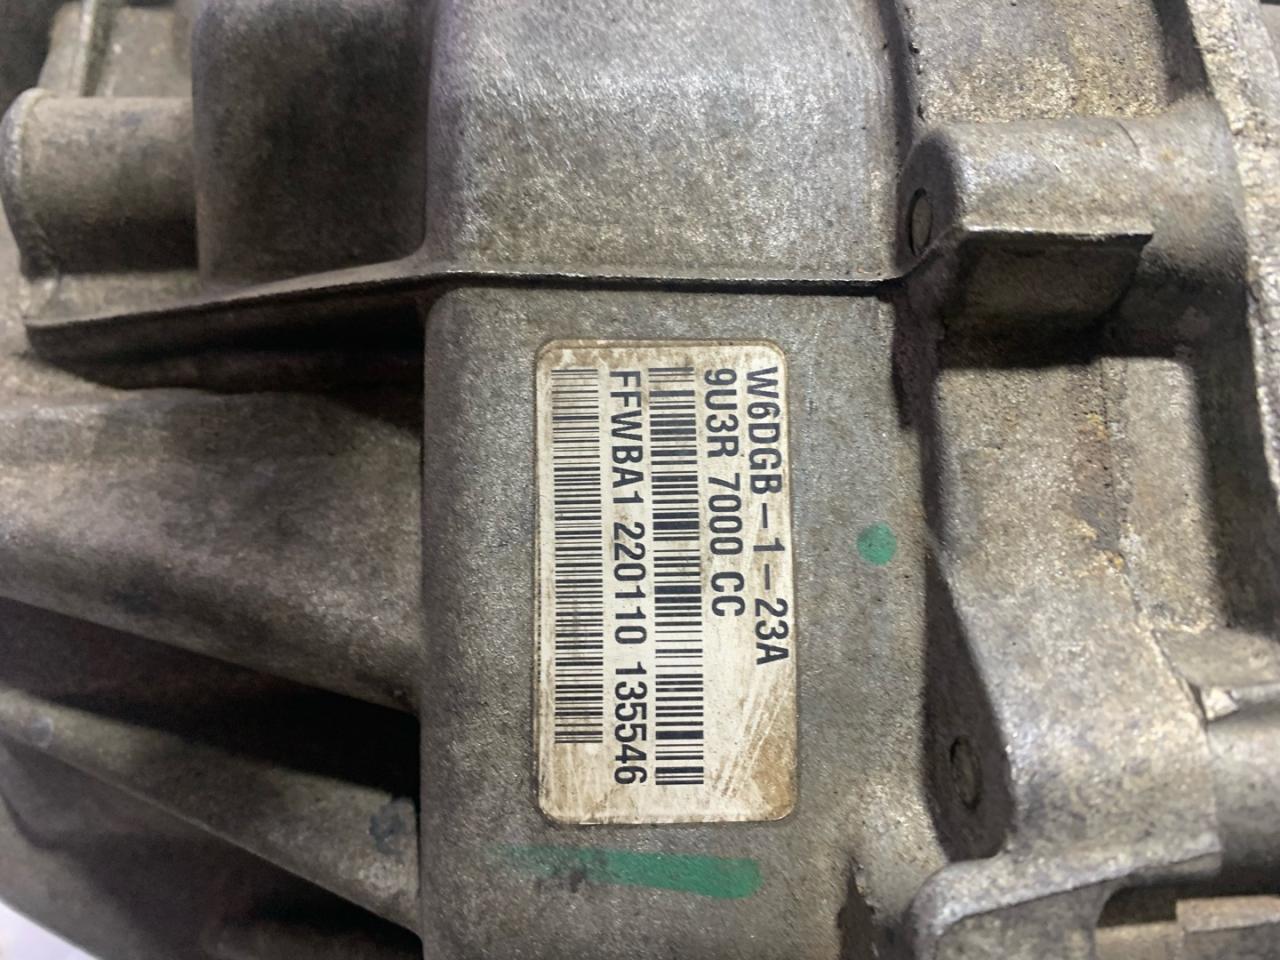 W6DGB-1-23A
9U3R 7000 CC
FFWBA1 220110 135546